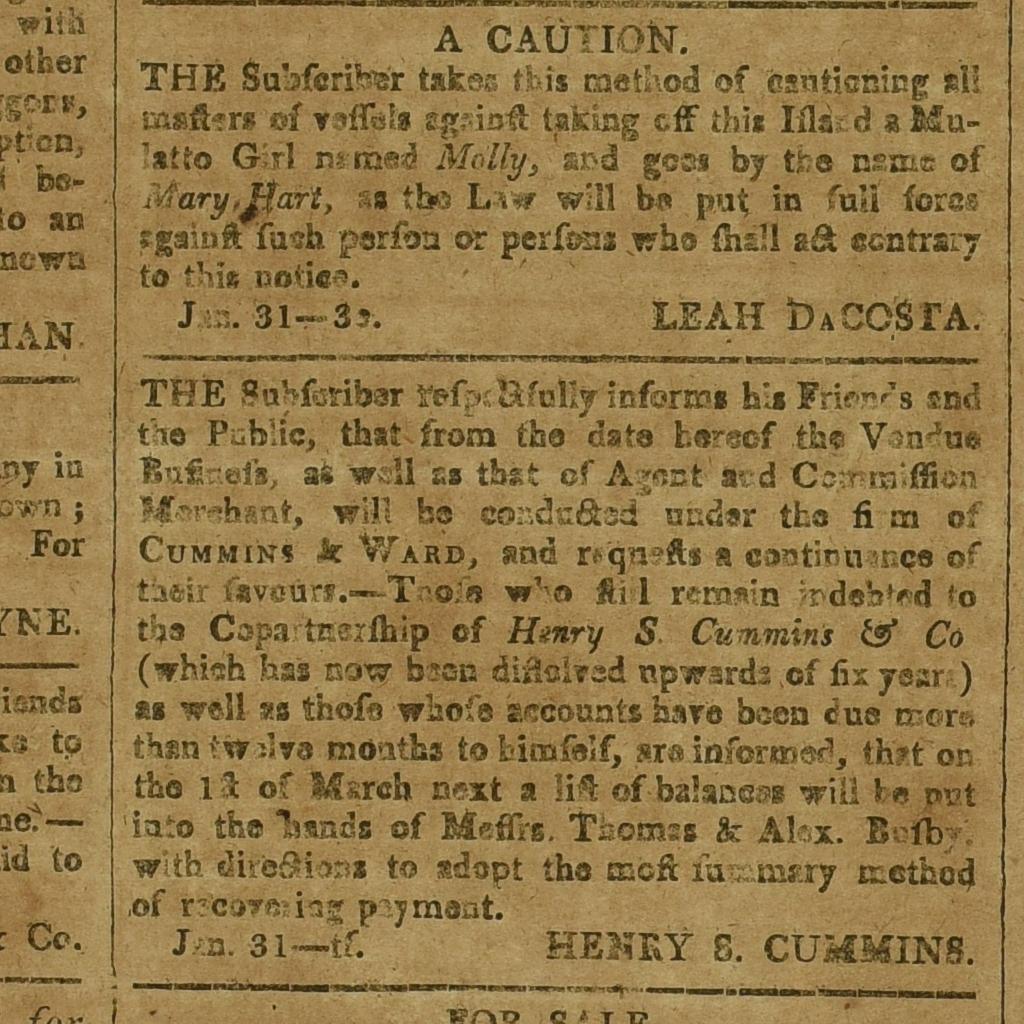 with
other
ggons,
ption,
be-
to an
nown
HAN.
ny in
own ;
For
YNE.
iends
ks to
n the
ne.—
id to
& Co.
for
A CAUTION.
THE Subſcriber takes this method of cautioning all
maſters of veſſels againſt taking off this Iſland a Mu-
latto Girl named Molly, and goes by the name of
Mary Hart, as the Law will be put in full force
againſt ſuch perſon or perſons who ſhall act contrary
to this notice.
Jan. 31—3t. LEAH DACOSTA.
THE Subſcriber reſpectfully informs his Friends and
the Public, that from the date hereof the Vendue
Buſineſs, as well as that of Agent and Commiſſion
Merchant, will be conducted under the firm of
CUMMINS & WARD, and requeſts a continuance of
their favours.—Thoſe who ſtill remain indebted to
the Copartnerſhip of Henry S. Cummins & Co
(which has now been diſſolved upwards of ſix years)
as well as thoſe whoſe accounts have been due more
than twelve months to himſelf, are informed, that on
the 1ſt of March next a liſt of balances will be put
into the hands of Meſſrs. Thomas & Alex. Boſby.
with directions to adopt the moſt ſummary method
of recovering payment.
Jan. 31—tf. HENRY S. CUMMINS.
FOR SALE